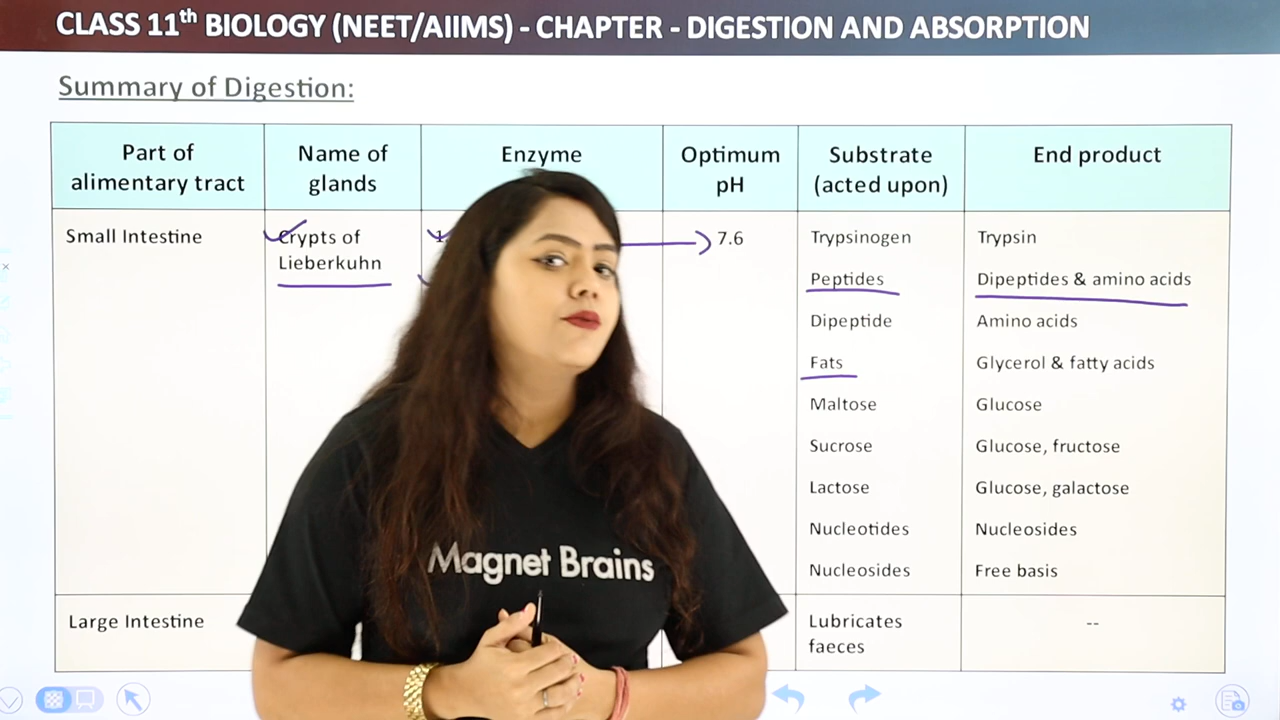 CLASS 11th BIOLOGY (NEET/AIIMS) - CHAPTER - DIGESTION AND ABSORPTION
Summary of Digestion:
Part of
alimentary tract
Name of
glands
Enzyme
Optimum
pH
Substrate
(acted upon)
End product
Small Intestine
Crypts of
Lieberkuhn
1.
7.6
Trypsinogen
Trypsin
Peptides
Dipeptides & amino acids
Dipeptide
Amino acids
Fats
Glycerol & fatty acids
Maltose
Glucose
Sucrose
Glucose, fructose
Lactose
Glucose, galactose
Nucleotides
Nucleosides
Nucleosides
Free basis
Large Intestine
Lubricates
faeces
--
Magnet Brains